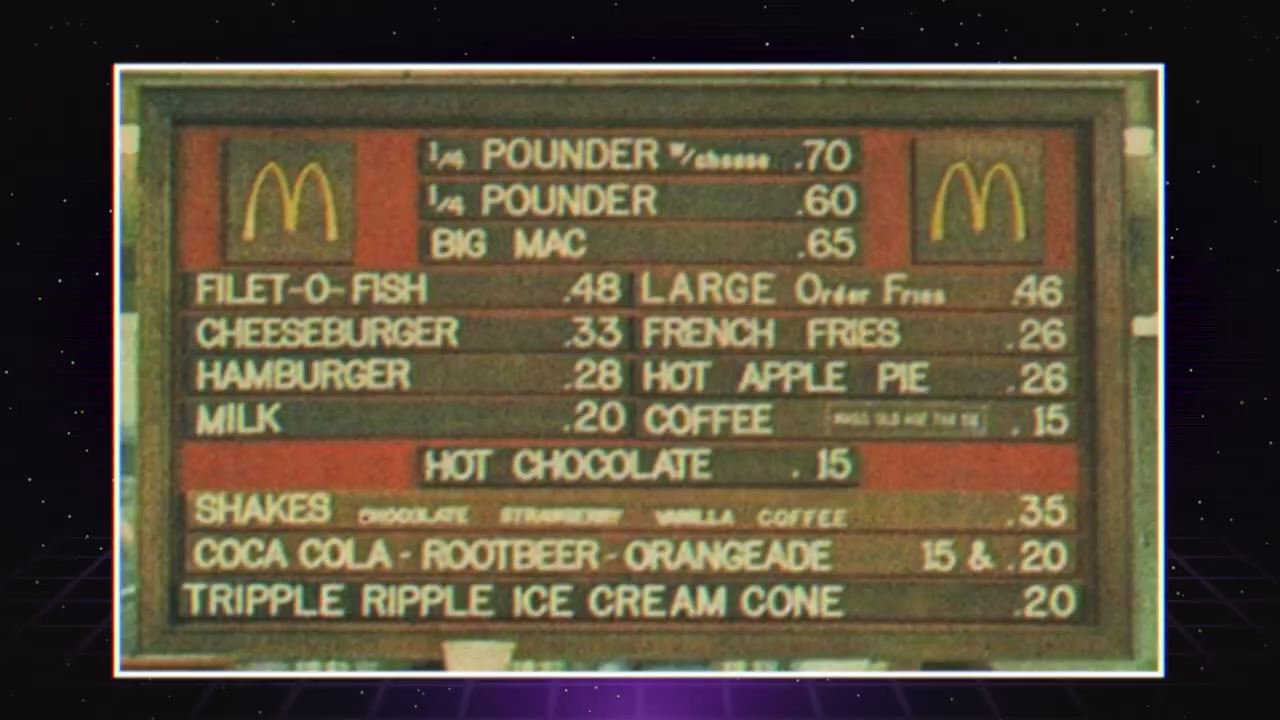 1/4 POUNDER w/cheese .70
1/4 POUNDER .60
BIG MAC .65
FILET-O-FISH .48 LARGE Order Fries .46
CHEESEBURGER .33 FRENCH FRIES .26
HAMBURGER .28 HOT APPLE PIE .26
MILK .20 COFFEE . 15
HOT CHOCOLATE . 15
SHAKES CHOCOLATE STRAWBERRY VANILLA COFFEE .35
COCA COLA - ROOTBEER - ORANGEADE 15 & .20
TRIPPLE RIPPLE ICE CREAM CONE .20